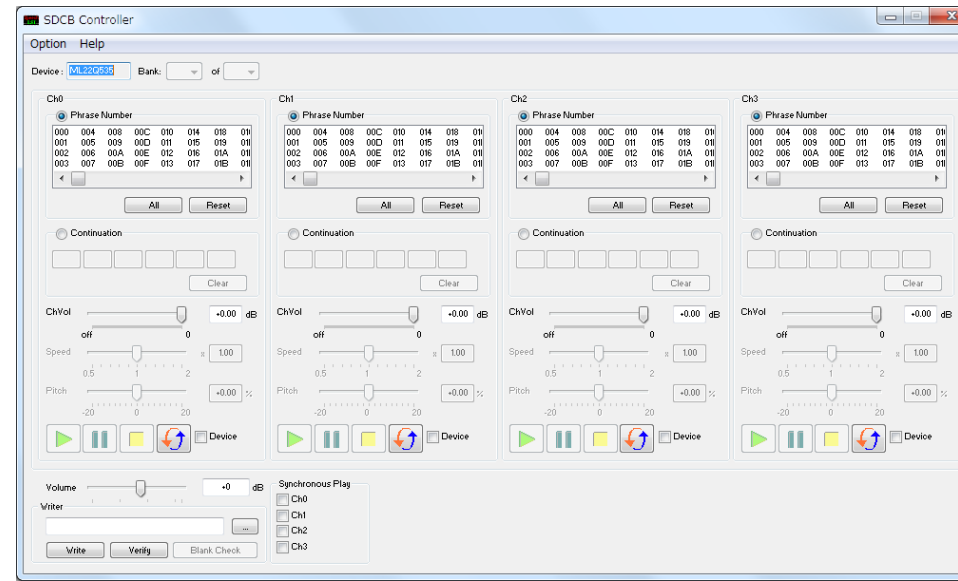 SDCB Controller
Option Help
Device : ML22Q535 Bank: of
Ch0 Ch1 Ch2 Ch3
Phrase Number Phrase Number Phrase Number Phrase Number
000 004 008 00C 010 014 018 000 004 008 00C 010 014 018 000 004 008 00C 010 014 018 000 004 008 00C 010 014 018
001 005 009 00D 011 015 019 001 005 009 00D 011 015 019 001 005 009 00D 011 015 019 001 005 009 00D 011 015 019
002 006 00A 00E 012 016 01A 002 006 00A 00E 012 016 01A 002 006 00A 00E 012 016 01A 002 006 00A 00E 012 016 01A
003 007 00B 00F 013 017 01B 003 007 00B 00F 013 017 01B 003 007 00B 00F 013 017 01B 003 007 00B 00F 013 017 01B
All Reset All Reset All Reset All Reset
Continuation Continuation Continuation Continuation
Clear Clear Clear Clear
ChVol +0.00 dB ChVol +0.00 dB ChVol +0.00 dB ChVol +0.00 dB
off 0 off 0 off 0 off 0
Speed x 1.00 Speed x 1.00 Speed x 1.00 Speed x 1.00
0.5 1 2 0.5 1 2 0.5 1 2 0.5 1 2
Pitch +0.00 % Pitch +0.00 % Pitch +0.00 % Pitch +0.00 %
-20 0 20 -20 0 20 -20 0 20 -20 0 20
Device Device Device Device
Volume +0 dB Synchronous Play
Writer Ch0
... Ch1
Ch2
Write Verify Blank Check Ch3